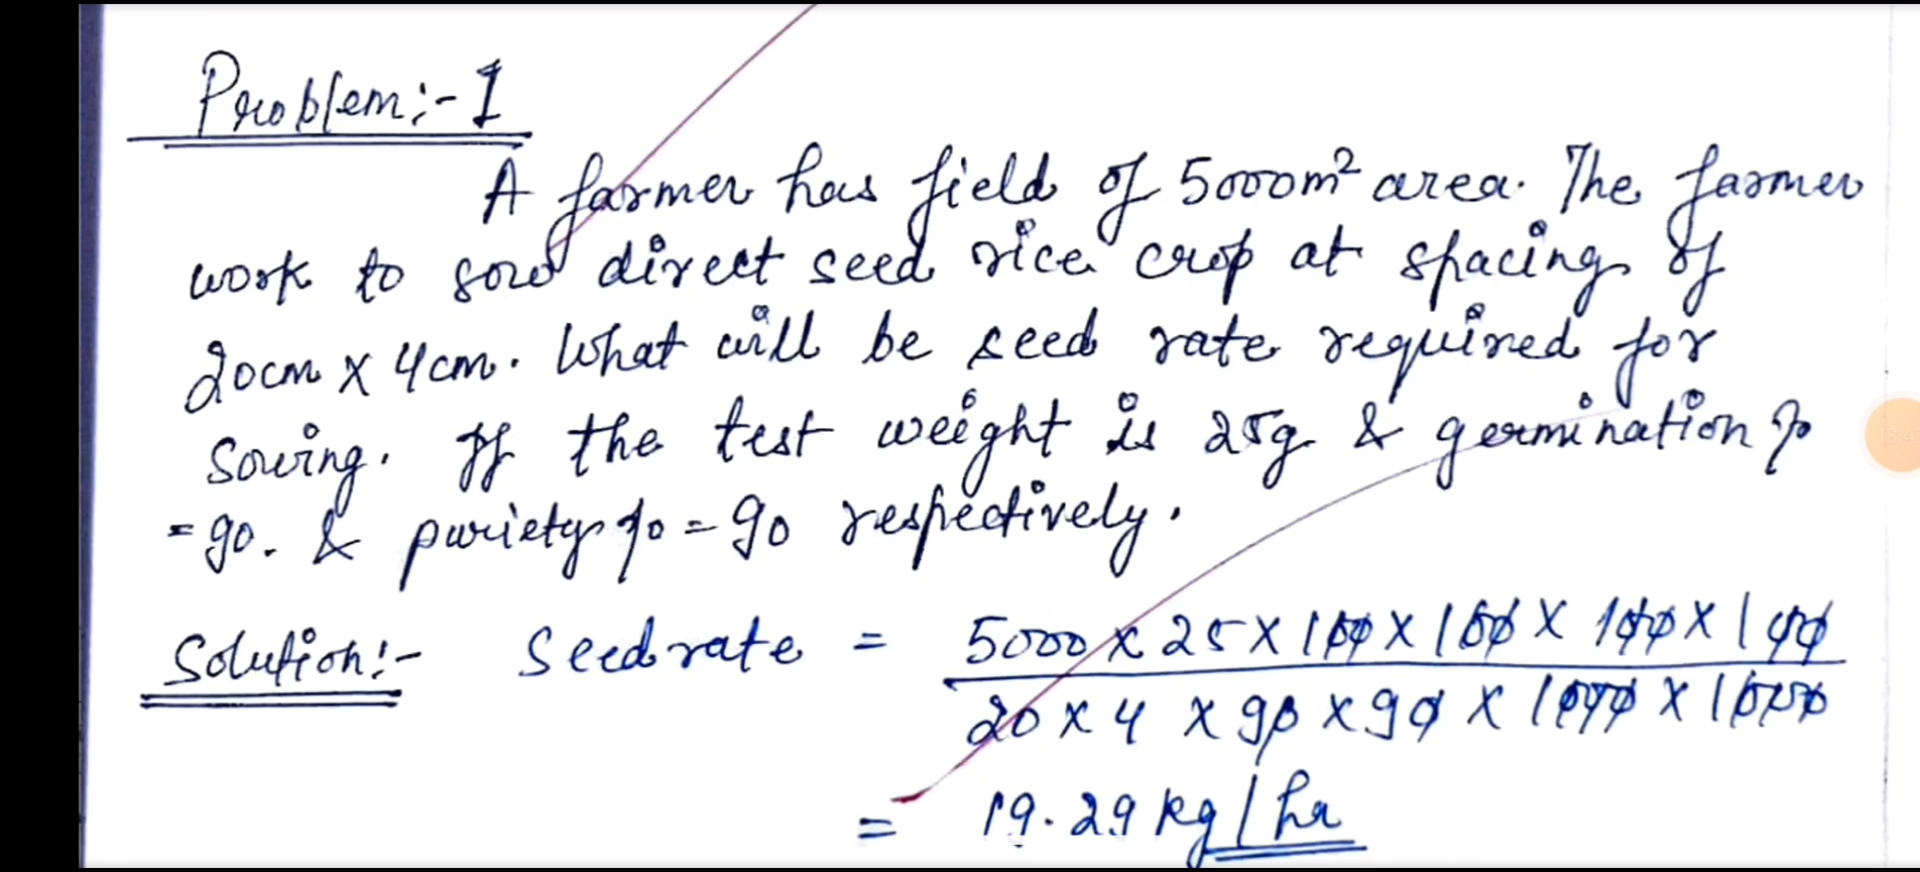 Problem:- 1
A farmer has field of 5000m² area. The farmer
work to sow direct seed rice crop at spacing of
20cm x 4cm. What will be seed rate required for
Sowing. If the test weight is 25g & germination %
= 90. & puriety % = 90 respectively.
Solution:- Seed rate = 5000 x 25 x 100 x 100 x 100 x 100
20 x 4 x 90 x 90 x 1000 x 1000
= 19.29 kg/ha